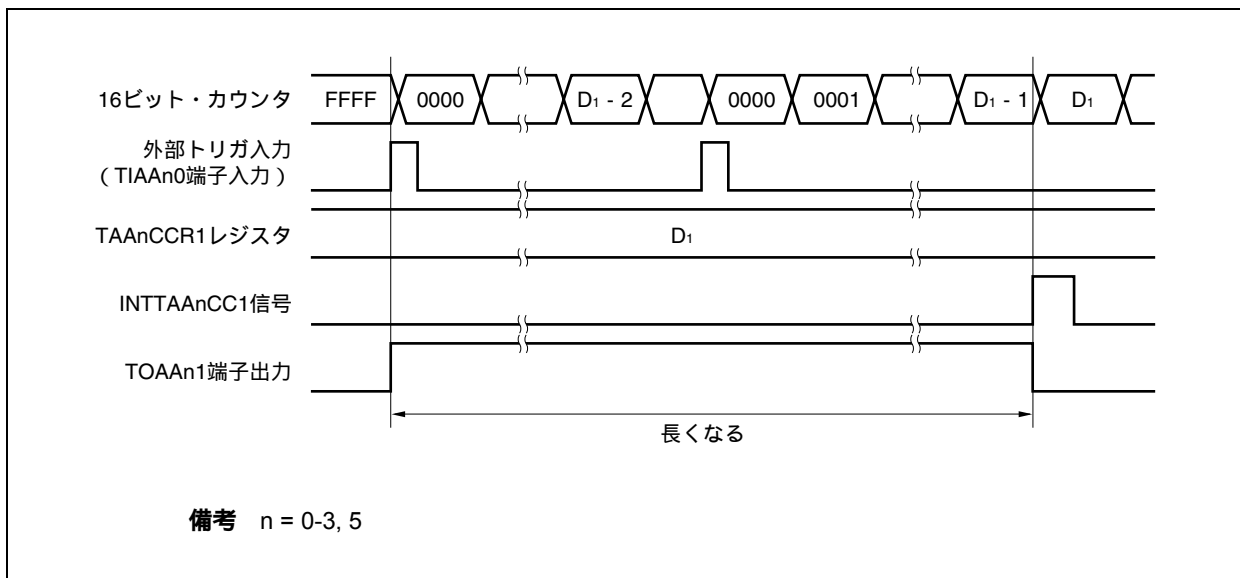 16ビット・カウンタ FFFF 0000 D₁ - 2 0000 0001 D₁ - 1 D₁
外部トリガ入力
( TIAAn0端子入力 )
TAAnCCR1レジスタ D₁
INTTAAnCC1信号
TOAAn1端子出力
長くなる
備考 n = 0-3, 5